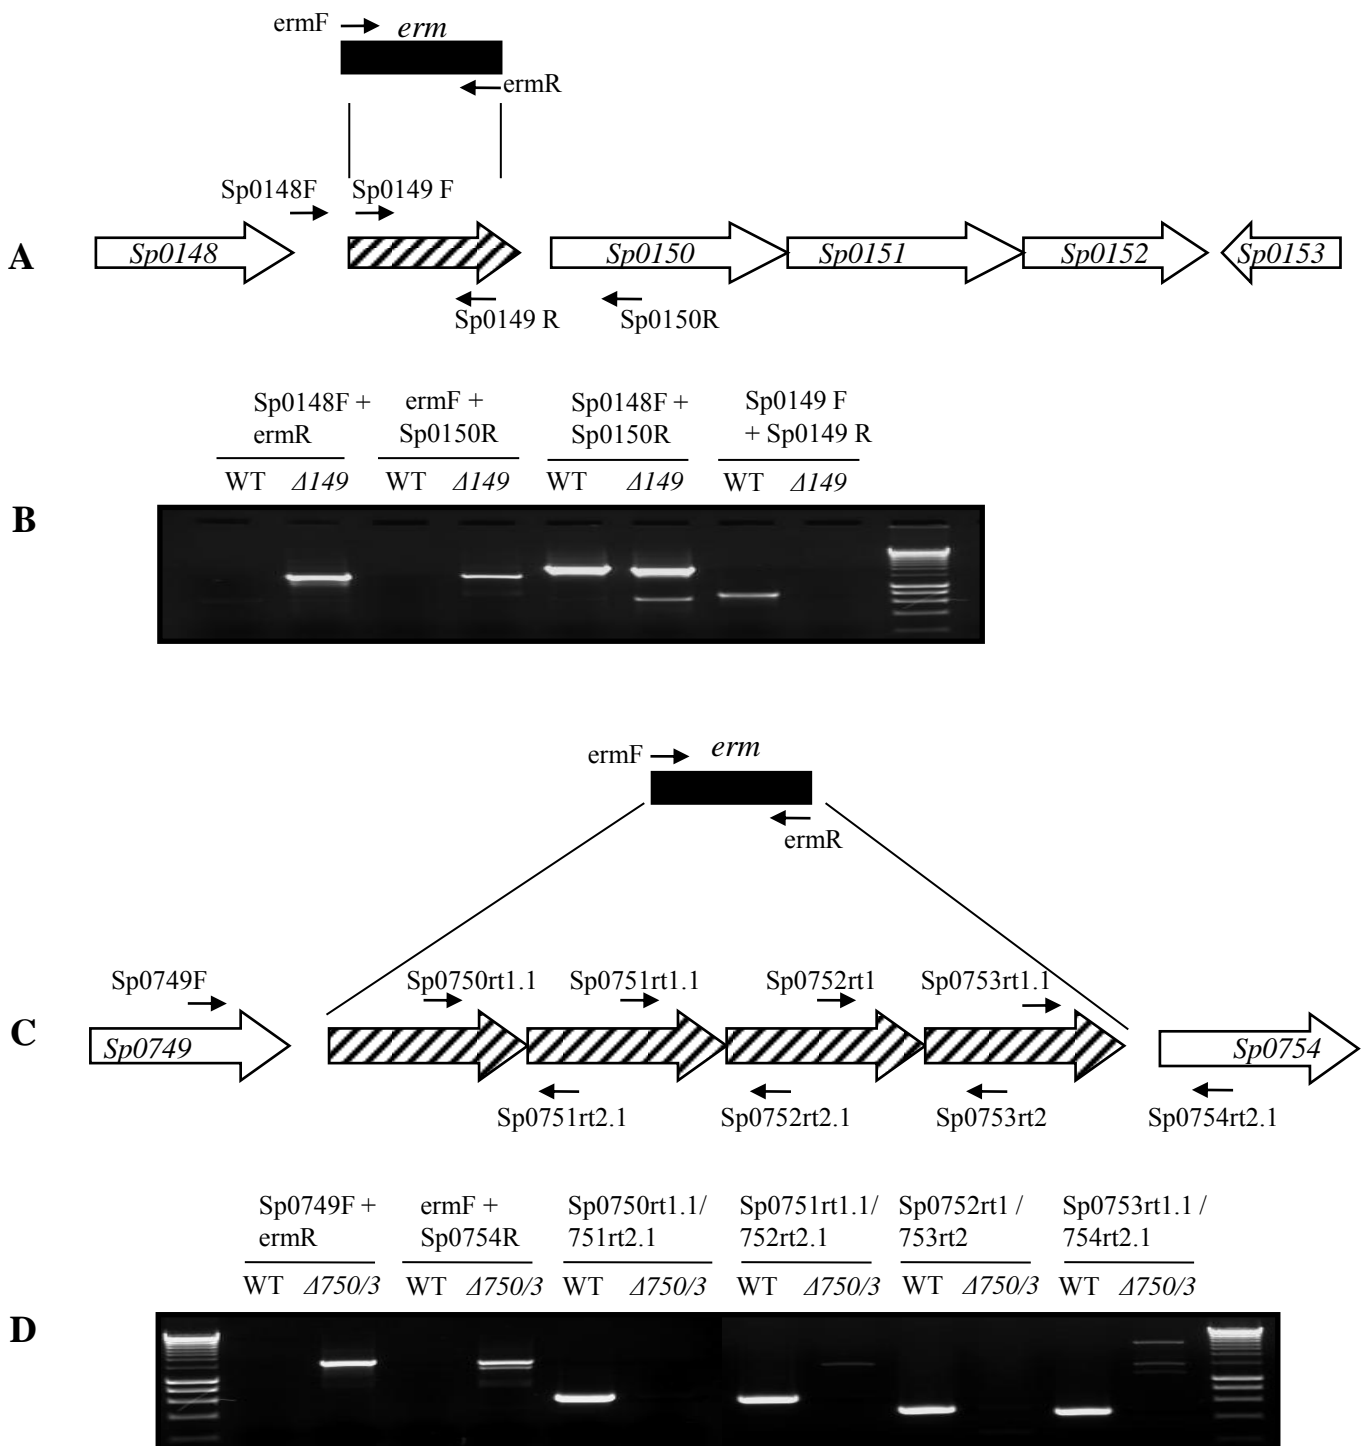 ermF
erm
ermR
Sp0148F
Sp0149 F
A
Sp0148
Sp0150
Sp0151
Sp0152
Sp0153
Sp0149 R
Sp0150R
Sp0148F +
ermR
ermF +
Sp0150R
Sp0148F +
Sp0150R
Sp0149 F
+ Sp0149 R
WT Δ149 WT Δ149 WT Δ149 WT Δ149
B
ermF
erm
ermR
Sp0749F
Sp0750rt1.1
Sp0751rt1.1
Sp0752rt1
Sp0753rt1.1
C
Sp0749
Sp0754
Sp0751rt2.1
Sp0752rt2.1
Sp0753rt2
Sp0754rt2.1
Sp0749F +
ermR
ermF +
Sp0754R
Sp0750rt1.1/
751rt2.1
Sp0751rt1.1/
752rt2.1
Sp0752rt1 /
753rt2
Sp0753rt1.1 /
754rt2.1
WT Δ750/3 WT Δ750/3 WT Δ750/3 WT Δ750/3 WT Δ750/3 WT Δ750/3
D